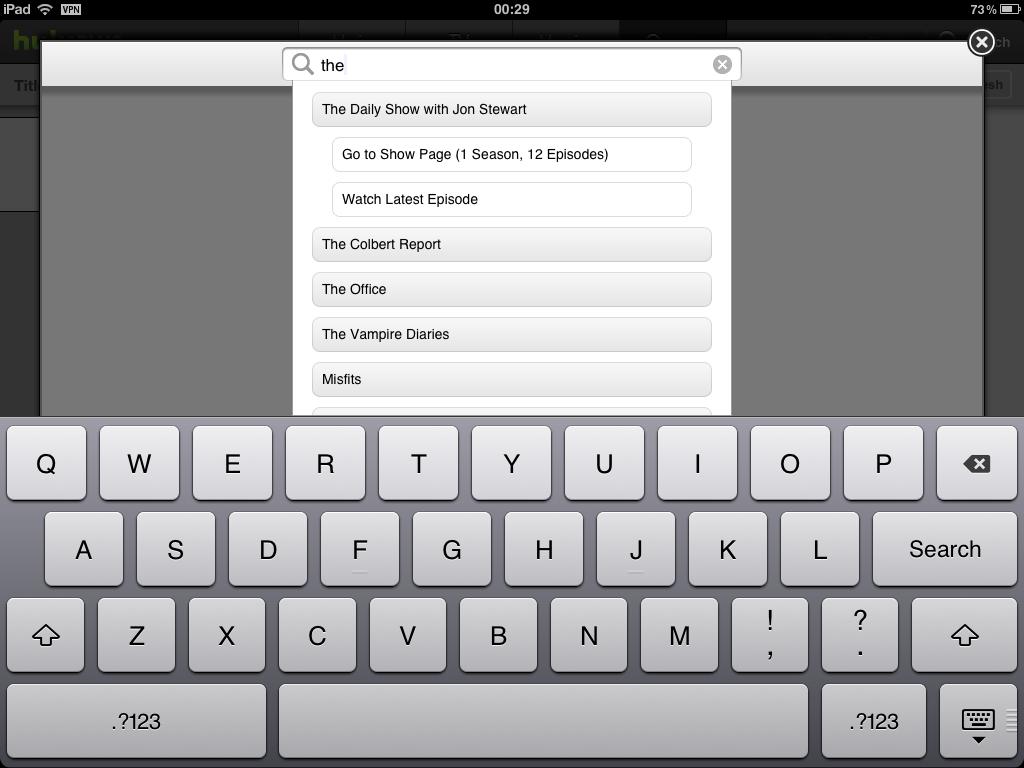 iPad VPN 00:29 73%
the
The Daily Show with Jon Stewart
Go to Show Page (1 Season, 12 Episodes)
Watch Latest Episode
The Colbert Report
The Office
The Vampire Diaries
Misfits
Q W E R T Y U I O P
A S D F G H J K L Search
Z X C V B N M ! , ? .
.?123 .?123